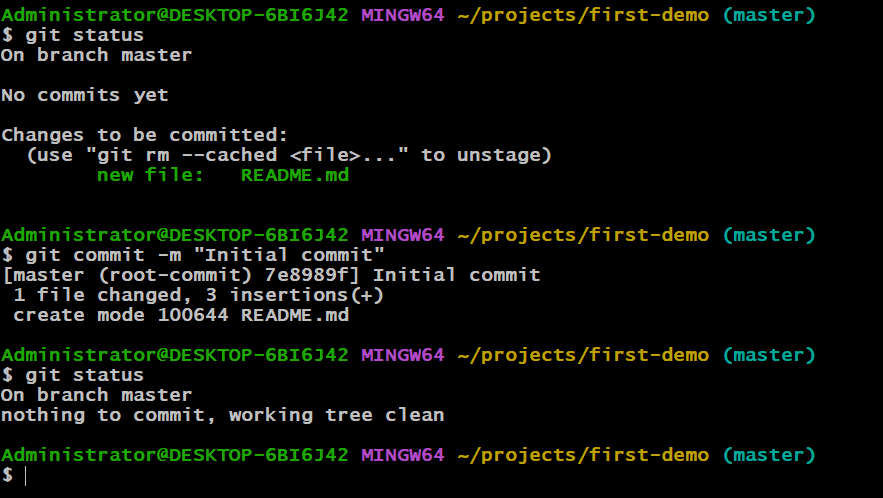 Administrator@DESKTOP-6BI6J42 MINGW64 ~/projects/first-demo (master)
$ git status
On branch master
No commits yet
Changes to be committed:
  (use "git rm --cached <file>..." to unstage)
        new file:   README.md
Administrator@DESKTOP-6BI6J42 MINGW64 ~/projects/first-demo (master)
$ git commit -m "Initial commit"
[master (root-commit) 7e8989f] Initial commit
 1 file changed, 3 insertions(+)
 create mode 100644 README.md
Administrator@DESKTOP-6BI6J42 MINGW64 ~/projects/first-demo (master)
$ git status
On branch master
nothing to commit, working tree clean
Administrator@DESKTOP-6BI6J42 MINGW64 ~/projects/first-demo (master)
$